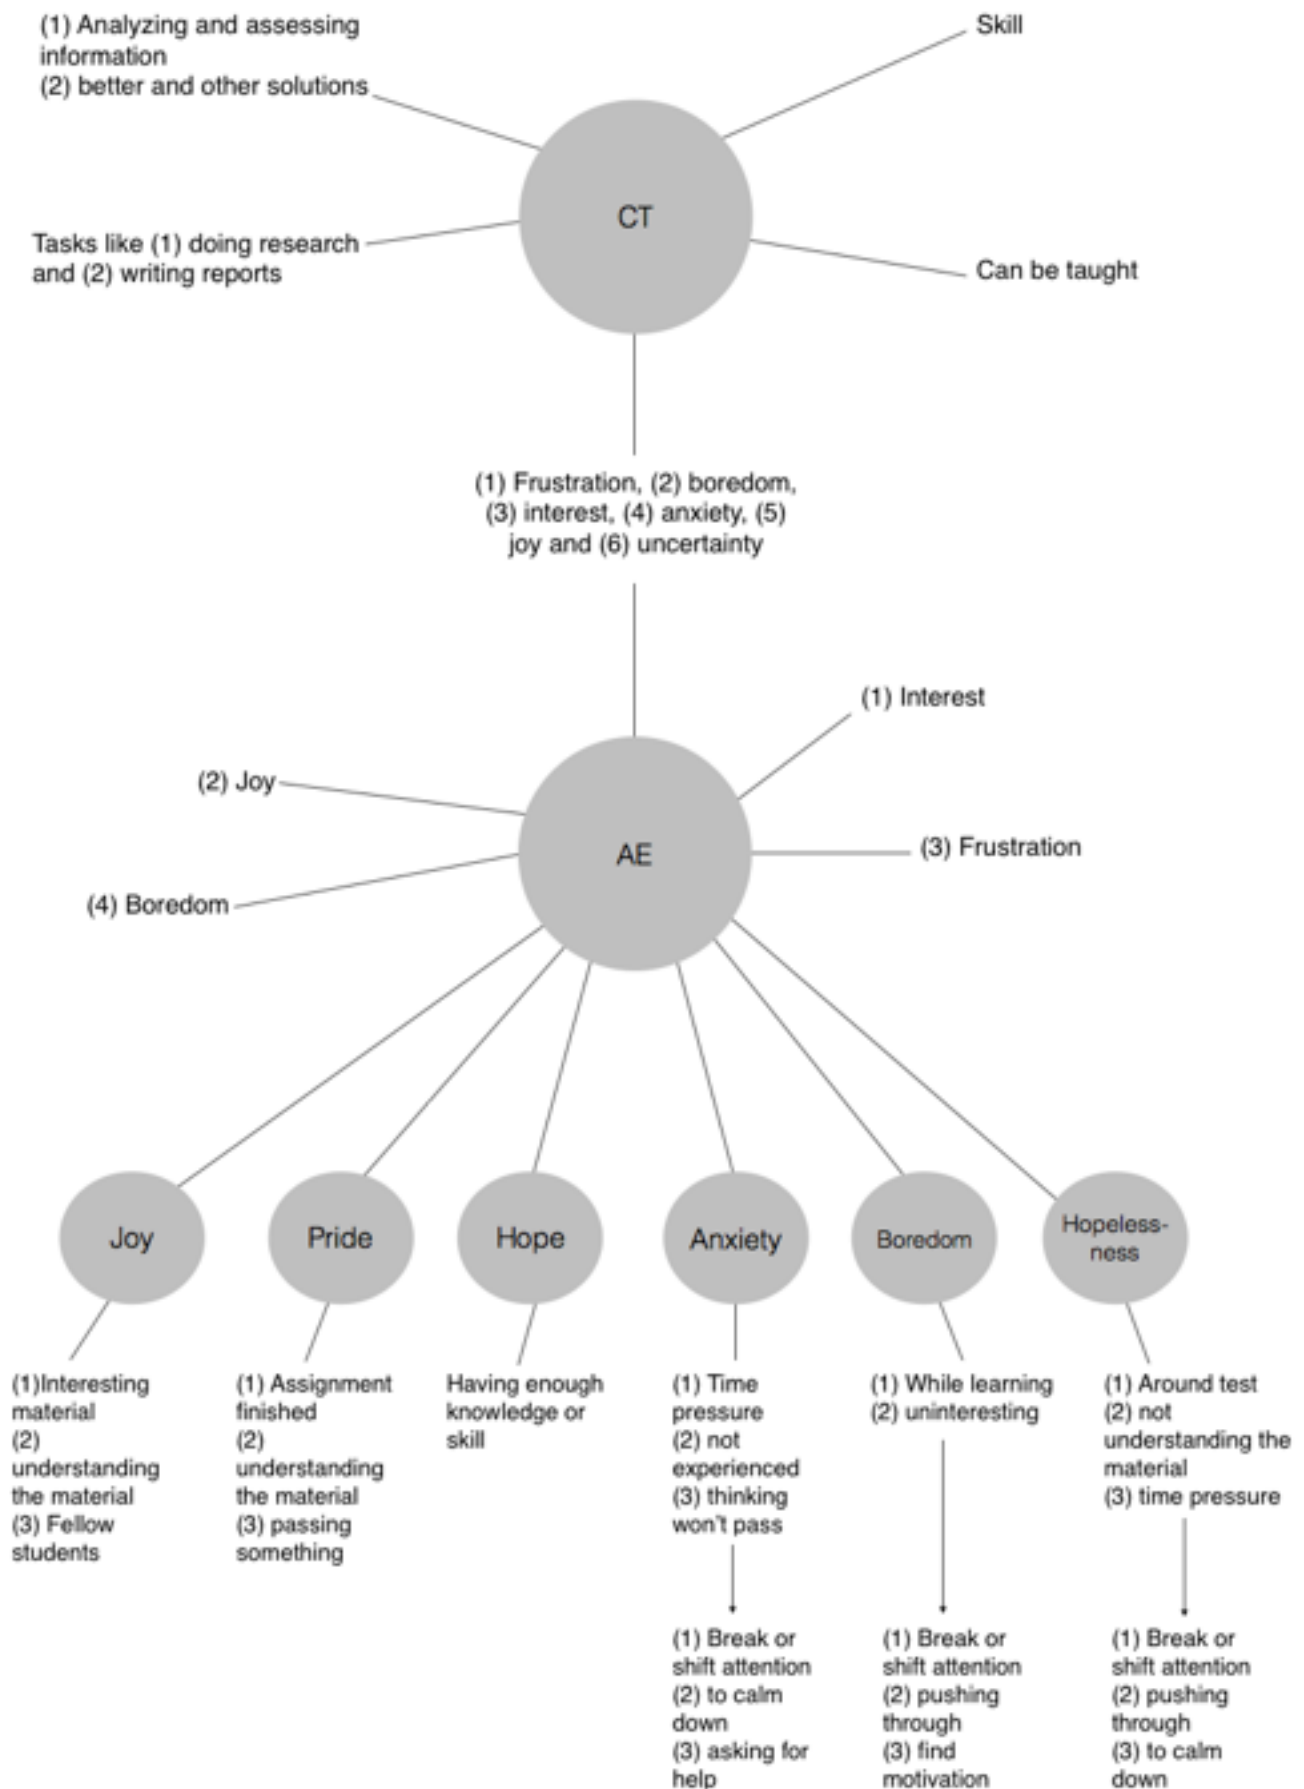 (1) Analyzing and assessing
information
(2) better and other solutions
Skill
CT
Tasks like (1) doing research
and (2) writing reports
Can be taught
(1) Frustration, (2) boredom,
(3) interest, (4) anxiety, (5)
joy and (6) uncertainty
(1) Interest
(2) Joy
AE
(3) Frustration
(4) Boredom
Joy
Pride
Hope
Anxiety
Boredom
Hopeless-
ness
(1)Interesting
material
(2)
understanding
the material
(3) Fellow
students
(1) Assignment
finished
(2)
understanding
the material
(3) passing
something
Having enough
knowledge or
skill
(1) Time
pressure
(2) not
experienced
(3) thinking
won't pass
(1) While learning
(2) uninteresting
(1) Around test
(2) not
understanding the
material
(3) time pressure
(1) Break or
shift attention
(2) to calm
down
(3) asking for
help
(1) Break or
shift attention
(2) pushing
through
(3) find
motivation
(1) Break or
shift attention
(2) pushing
through
(3) to calm
down